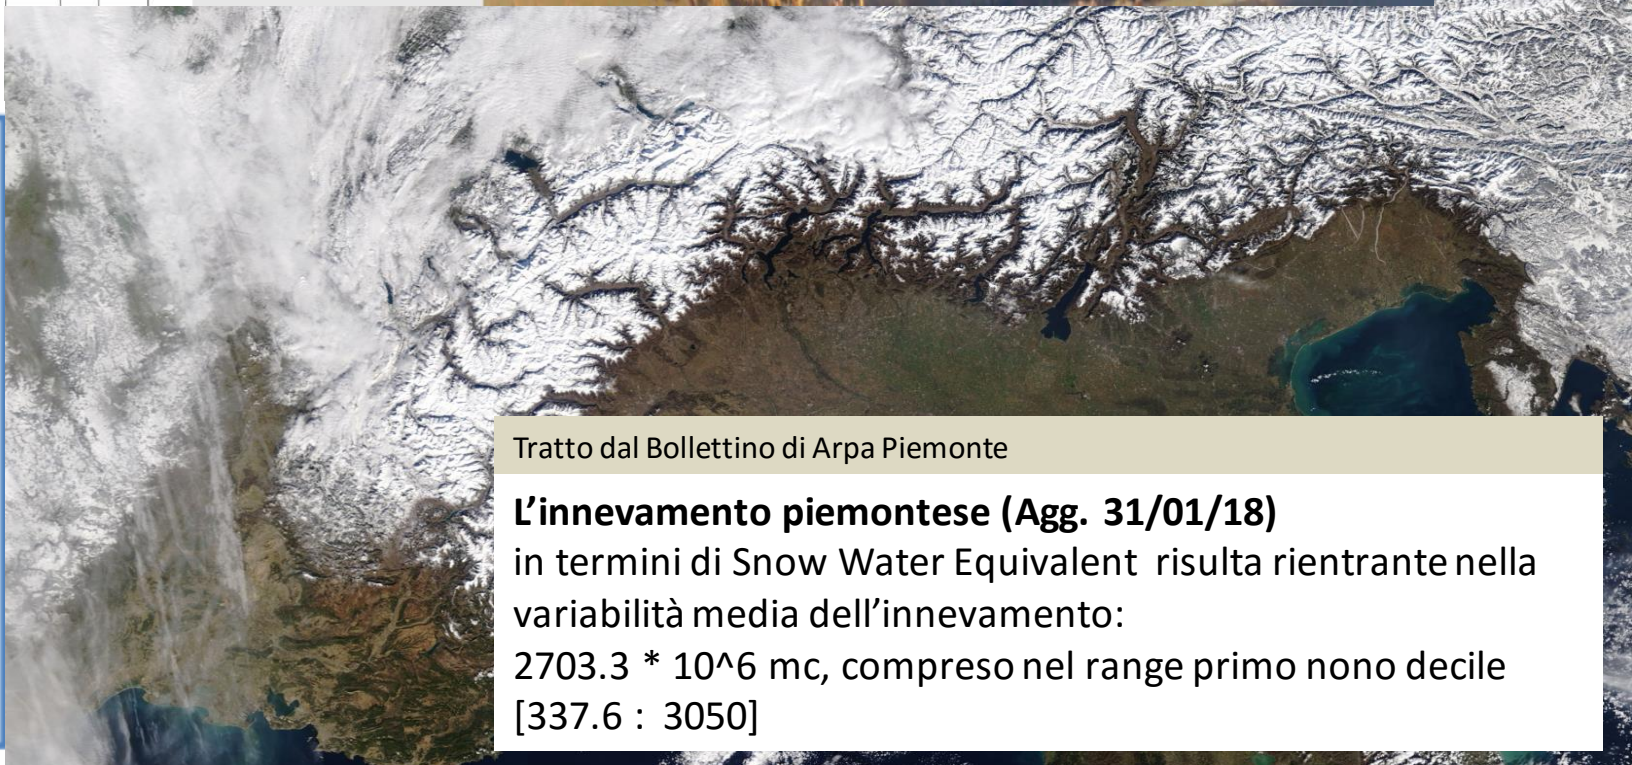 Tratto dal Bollettino di Arpa Piemonte
L’innevamento piemontese (Agg. 31/01/18)
in termini di Snow Water Equivalent risulta rientrante nella
variabilità media dell’innevamento:
2703.3 * 10^6 mc, compreso nel range primo nono decile
[337.6 : 3050]